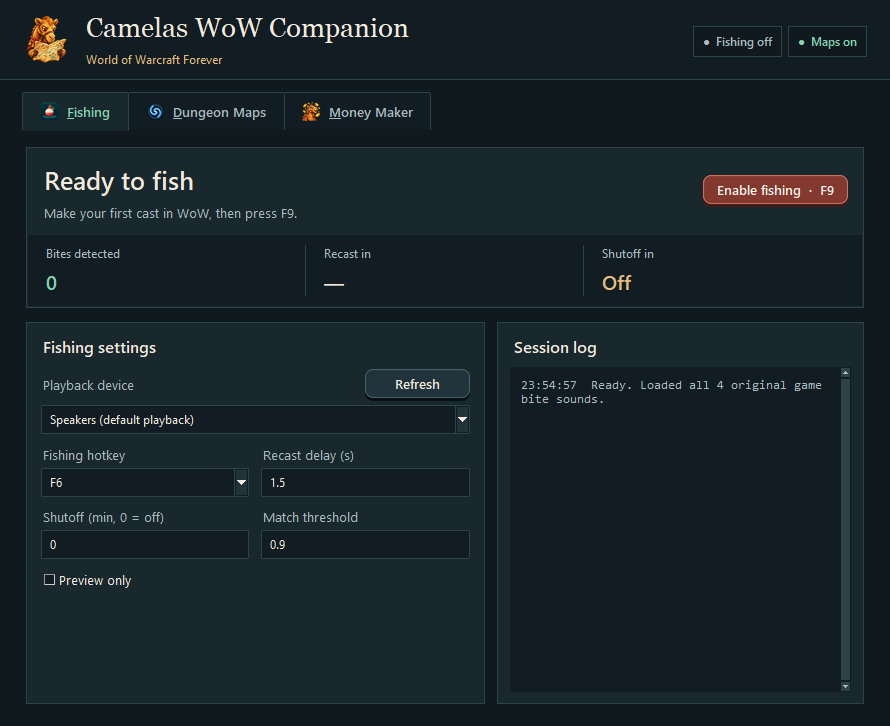 Camelas WoW Companion
World of Warcraft Forever
● Fishing off
● Maps on
Fishing
Dungeon Maps
Money Maker
Ready to fish
Make your first cast in WoW, then press F9.
Enable fishing · F9
Bites detected
Recast in
Shutoff in
0
—
Off
Fishing settings
Playback device
Refresh
Speakers (default playback)
Fishing hotkey
Recast delay (s)
F6
1.5
Shutoff (min, 0 = off)
Match threshold
0
0.9
Preview only
Session log
23:54:57  Ready. Loaded all 4 original game
bite sounds.